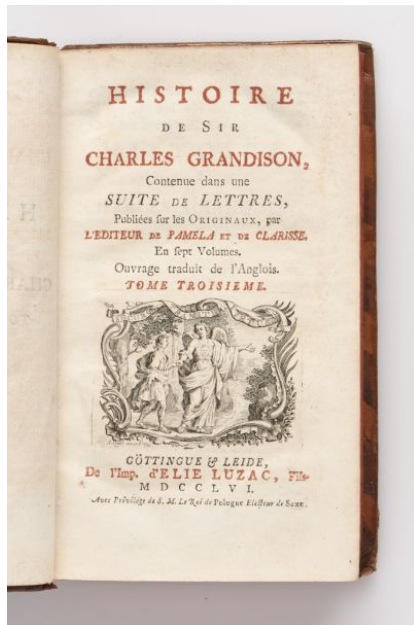 HISTOIRE
DE SIR
CHARLES GRANDISON,
Contenue dans une
SUITE DE LETTRES,
Publiées ſur les ORIGINAUX, par
L'EDITEUR DE PAMELA ET DE CLARISSE.
En ſept Volumes.
Ouvrage traduit de l'Anglois.
TOME TROISIEME.
GÖTTINGUE & LEIDE,
De l'Imp. d'ELIE LUZAC, Fils.
MDCCLVI.
Avec Privilége de S. M. Le Roi de Pologne Electeur de Saxe.